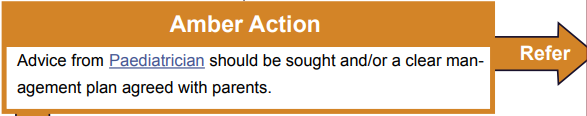 Amber Action
Advice from Paediatrician should be sought and/or a clear man-
agement plan agreed with parents.
Refer